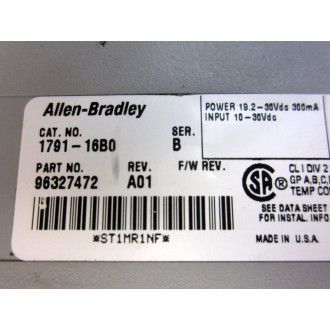 Allen-Bradley
CAT. NO. SER.
1791-16B0 B
PART NO. REV. F/W REV.
96327472 A01
*ST1MR1NF*
POWER 19.2-30Vdc 300mA
INPUT 10-30Vdc
CL I DIV 2
GP A,B,C,
TEMP CO
SEE DATA SHEET
FOR INSTAL. INFO
MADE IN U.S.A.